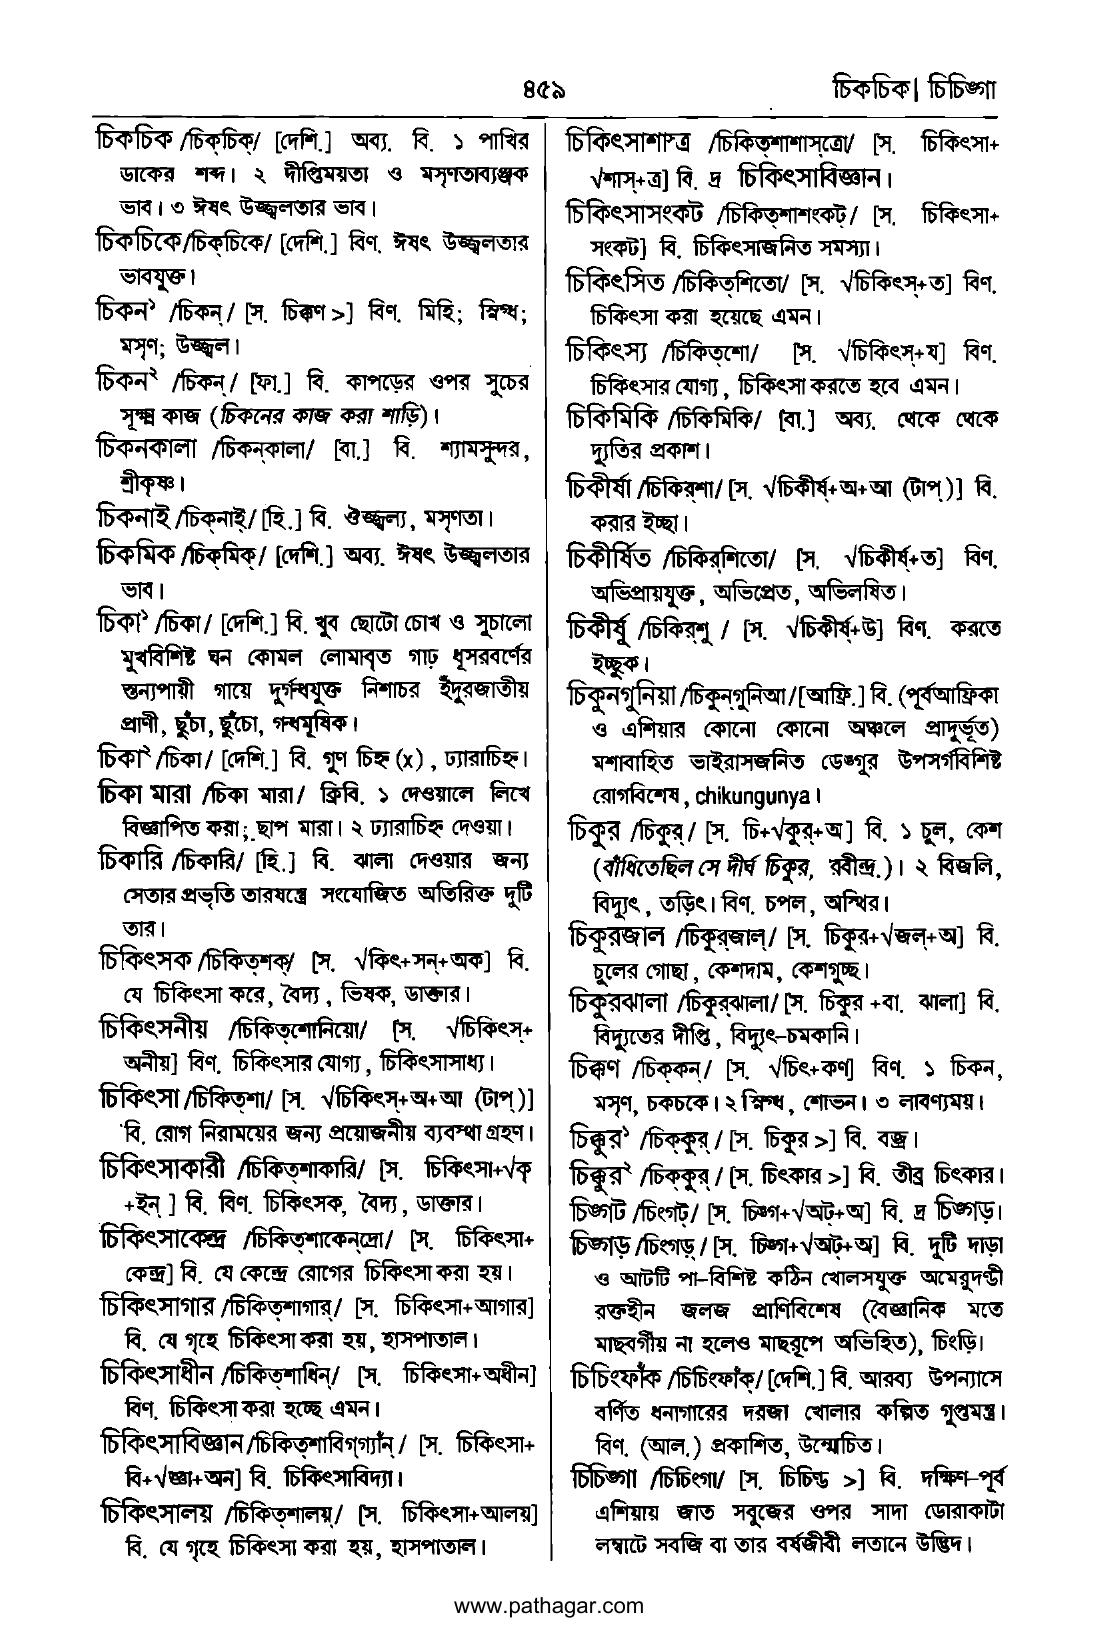 ৪৫৯
চিকচিক | চিচিঙ্গা
চিকচিক /চিক্‌চিক্‌/ [দেশি.] অব্য. বি. ১ পাখির
ডাকের শব্দ। ২ দীপ্তিময়তা ও মসৃণতাব্যঞ্জক
ভাব। ৩ ঈষৎ উজ্জ্বলতার ভাব।
চিকচিকে/চিক্‌চিকে/ [দেশি.] বিণ. ঈষৎ উজ্জ্বলতার
ভাবযুক্ত।
চিকন১ /চিকন্‌/ [স. চিক্কণ >] বিণ. মিহি; স্নিগ্ধ;
মসৃণ; উজ্জ্বল।
চিকন২ /চিকন্‌/ [ফা.] বি. কাপড়ের ওপর সুচের
সূক্ষ্ম কাজ (চিকনের কাজ করা শাড়ি)।
চিকনকালা /চিকন্‌কালা/ [বা.] বি. শ্যামসুন্দর,
শ্রীকৃষ্ণ।
চিকনাই /চিক্‌নাই্‌/ [হি.] বি. ঔজ্জ্বল্য, মসৃণতা।
চিকমিক /চিক্‌মিক্‌/ [দেশি.] অব্য. ঈষৎ উজ্জ্বলতার
ভাব।
চিকা১ /চিকা/ [দেশি.] বি. খুব ছোটো চোখ ও সুচালো
মুখবিশিষ্ট ঘন কোমল লোমাবৃত গাঢ় ধূসরবর্ণের
স্তন্যপায়ী গায়ে দুর্গন্ধযুক্ত নিশাচর ইঁদুরজাতীয়
প্রাণী, ছুঁচা, ছুঁচো, গন্ধমূষিক।
চিকা২ /চিকা/ [দেশি.] বি. গুণ চিহ্ন (x), ঢ্যারাচিহ্ন।
চিকা মারা /চিকা মারা/ ক্রিবি. ১ দেওয়ালে লিখে
বিজ্ঞাপিত করা; ছাপ মারা। ২ ঢ্যারাচিহ্ন দেওয়া।
চিকারি /চিকারি/ [হি.] বি. ঝালা দেওয়ার জন্য
সেতার প্রভৃতি তারযন্ত্রে সংযোজিত অতিরিক্ত দুটি
তার।
চিকিৎসক /চিকিত্‌শক্‌/ [স. √কিৎ+সন্‌+অক] বি.
যে চিকিৎসা করে, বৈদ্য, ভিষক, ডাক্তার।
চিকিৎসনীয় /চিকিত্‌শোনিয়ো/ [স. √চিকিৎস্‌+
অনীয়] বিণ. চিকিৎসার যোগ্য, চিকিৎসাসাধ্য।
চিকিৎসা /চিকিত্‌শা/ [স. √চিকিৎস্‌+অ+আ (টাপ্‌)]
বি. রোগ নিরাময়ের জন্য প্রয়োজনীয় ব্যবস্থা গ্রহণ।
চিকিৎসাকারী /চিকিত্‌শাকারি/ [স. চিকিৎসা+√কৃ
+ইন্‌ ] বি. বিণ. চিকিৎসক, বৈদ্য, ডাক্তার।
চিকিৎসাকেন্দ্র /চিকিত্‌শাকেন্‌দ্রো/ [স. চিকিৎসা+
কেন্দ্র] বি. যে কেন্দ্রে রোগের চিকিৎসা করা হয়।
চিকিৎসাগার /চিকিত্‌শাগার্‌/ [স. চিকিৎসা+আগার]
বি. যে গৃহে চিকিৎসা করা হয়, হাসপাতাল।
চিকিৎসাধীন /চিকিত্‌শাধিন্‌/ [স. চিকিৎসা+অধীন]
বিণ. চিকিৎসা করা হচ্ছে এমন।
চিকিৎসাবিজ্ঞান/চিকিত্‌শাবিগ্‌গ্যাঁন্‌/ [স. চিকিৎসা+
বি+√জ্ঞা+অন] বি. চিকিৎসাবিদ্যা।
চিকিৎসালয় /চিকিত্‌শালয়্‌/ [স. চিকিৎসা+আলয়]
বি. যে গৃহে চিকিৎসা করা হয়, হাসপাতাল।
চিকিৎসাশাস্ত্র /চিকিত্‌শাশাস্‌ত্রো/ [স. চিকিৎসা+
√শাস্‌+ত্র] বি. দ্র চিকিৎসাবিজ্ঞান।
চিকিৎসাসংকট /চিকিত্‌শাশংকট্‌/ [স. চিকিৎসা+
সংকট] বি. চিকিৎসাজনিত সমস্যা।
চিকিৎসিত /চিকিত্‌শিতো/ [স. √চিকিৎস্‌+ত] বিণ.
চিকিৎসা করা হয়েছে এমন।
চিকিৎস্য /চিকিত্‌শো/ [স. √চিকিৎস্‌+য] বিণ.
চিকিৎসার যোগ্য, চিকিৎসা করতে হবে এমন।
চিকিমিকি /চিকিমিকি/ [বা.] অব্য. থেকে থেকে
দ্যুতির প্রকাশ।
চিকীর্ষা /চিকির্‌শা/ [স. √চিকীর্ষ্‌+অ+আ (টাপ্‌)] বি.
করার ইচ্ছা।
চিকীর্ষিত /চিকির্‌শিতো/ [স. √চিকীর্ষ্‌+ত] বিণ.
অভিপ্রায়যুক্ত, অভিপ্রেত, অভিলষিত।
চিকীর্ষু /চিকির্‌শু / [স. √চিকীর্ষ্‌+উ] বিণ. করতে
ইচ্ছুক।
চিকুনগুনিয়া /চিকুন্‌গুনিআ/[আফ্রি.] বি. (পূর্বআফ্রিকা
ও এশিয়ার কোনো কোনো অঞ্চলে প্রাদুর্ভূত)
মশাবাহিত ভাইরাসজনিত ডেঙ্গুর উপসর্গবিশিষ্ট
রোগবিশেষ, chikungunya।
চিকুর /চিকুর্‌/ [স. চি+√কুর্‌+অ] বি. ১ চুল, কেশ
(বাঁধিতেছিল সে দীর্ঘ চিকুর, রবীন্দ্র.)। ২ বিজলি,
বিদ্যুৎ, তড়িৎ। বিণ. চপল, অস্থির।
চিকুরজাল /চিকুর্‌জাল্‌/ [স. চিকুর+√জল্‌+অ] বি.
চুলের গোছা, কেশদাম, কেশগুচ্ছ।
চিকুরঝালা /চিকুর্‌ঝালা/ [স. চিকুর +বা. ঝালা] বি.
বিদ্যুতের দীপ্তি, বিদ্যুৎ-চমকানি।
চিক্কণ /চিক্‌কন্‌/ [স. √চিৎ+কণ] বিণ. ১ চিকন,
মসৃণ, চকচকে। ২ স্নিগ্ধ, শোভন। ৩ লাবণ্যময়।
চিক্কুর১ /চিক্‌কুর্‌/ [স. চিকুর >] বি. বজ্র।
চিক্কুর২ /চিক্‌কুর্‌/ [স. চিৎকার >] বি. তীব্র চিৎকার।
চিঙ্গট /চিংগট্‌/ [স. চিঙ্গ+√অট্‌+অ] বি. দ্র চিঙ্গড়।
চিঙ্গড় /চিংগড়্‌/ [স. চিঙ্গ+√অট্‌+অ] বি. দুটি দাড়া
ও আটটি পা-বিশিষ্ট কঠিন খোলসযুক্ত অমেরুদণ্ডী
রক্তহীন জলজ প্রাণিবিশেষ (বৈজ্ঞানিক মতে
মাছবর্গীয় না হলেও মাছরূপে অভিহিত), চিংড়ি।
চিচিংফাঁক /চিচিংফাঁক্‌/ [দেশি.] বি. আরব্য উপন্যাসে
বর্ণিত ধনাগারের দরজা খোলার কল্পিত গুপ্তমন্ত্র।
বিণ. (আল.) প্রকাশিত, উন্মোচিত।
চিচিঙ্গা /চিচিংগা/ [স. চিচিণ্ড >] বি. দক্ষিণ-পূর্ব
এশিয়ায় জাত সবুজের ওপর সাদা ডোরাকাটা
লম্বাটে সবজি বা তার বর্ষজীবী লতানে উদ্ভিদ।
www.pathagar.com